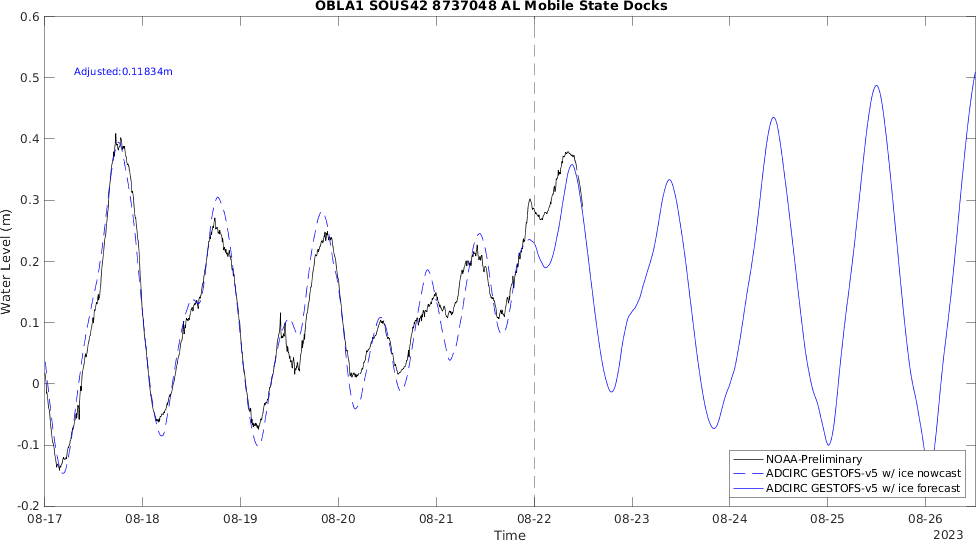 OBLA1 SOUS42 8737048 AL Mobile State Docks
0.6
0.5
0.4
0.3
0.2
0.1
0
-0.1
-0.2
Water Level (m)
Adjusted:0.11834m
NOAA-Preliminary
ADCIRC GESTOFS-v5 w/ ice nowcast
ADCIRC GESTOFS-v5 w/ ice forecast
08-17 08-18 08-19 08-20 08-21 08-22 08-23 08-24 08-25 08-26
Time
2023